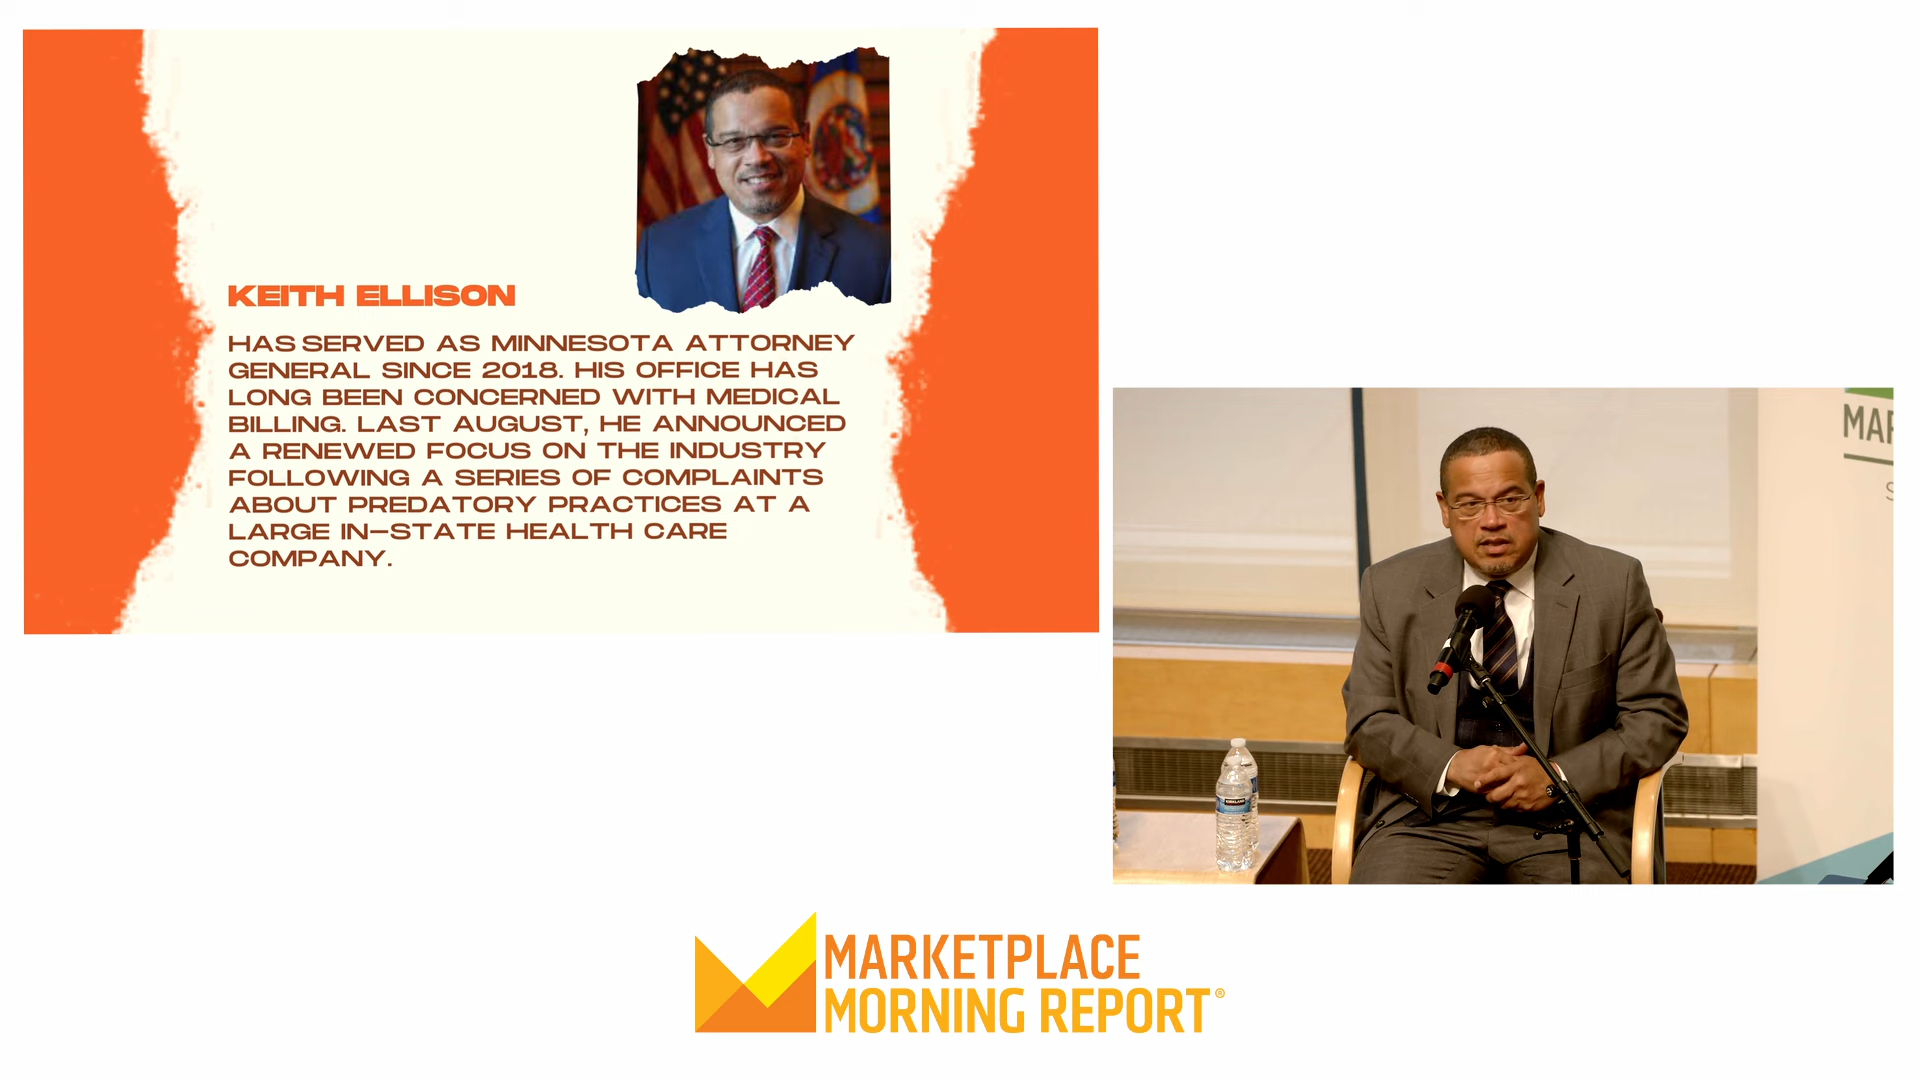 KEITH ELLISON
HAS SERVED AS MINNESOTA ATTORNEY
GENERAL SINCE 2018. HIS OFFICE HAS
LONG BEEN CONCERNED WITH MEDICAL
BILLING. LAST AUGUST, HE ANNOUNCED
A RENEWED FOCUS ON THE INDUSTRY
FOLLOWING A SERIES OF COMPLAINTS
ABOUT PREDATORY PRACTICES AT A
LARGE IN-STATE HEALTH CARE
COMPANY.
MAR
S
KIRKLAND
MARKETPLACE
MORNING REPORT®